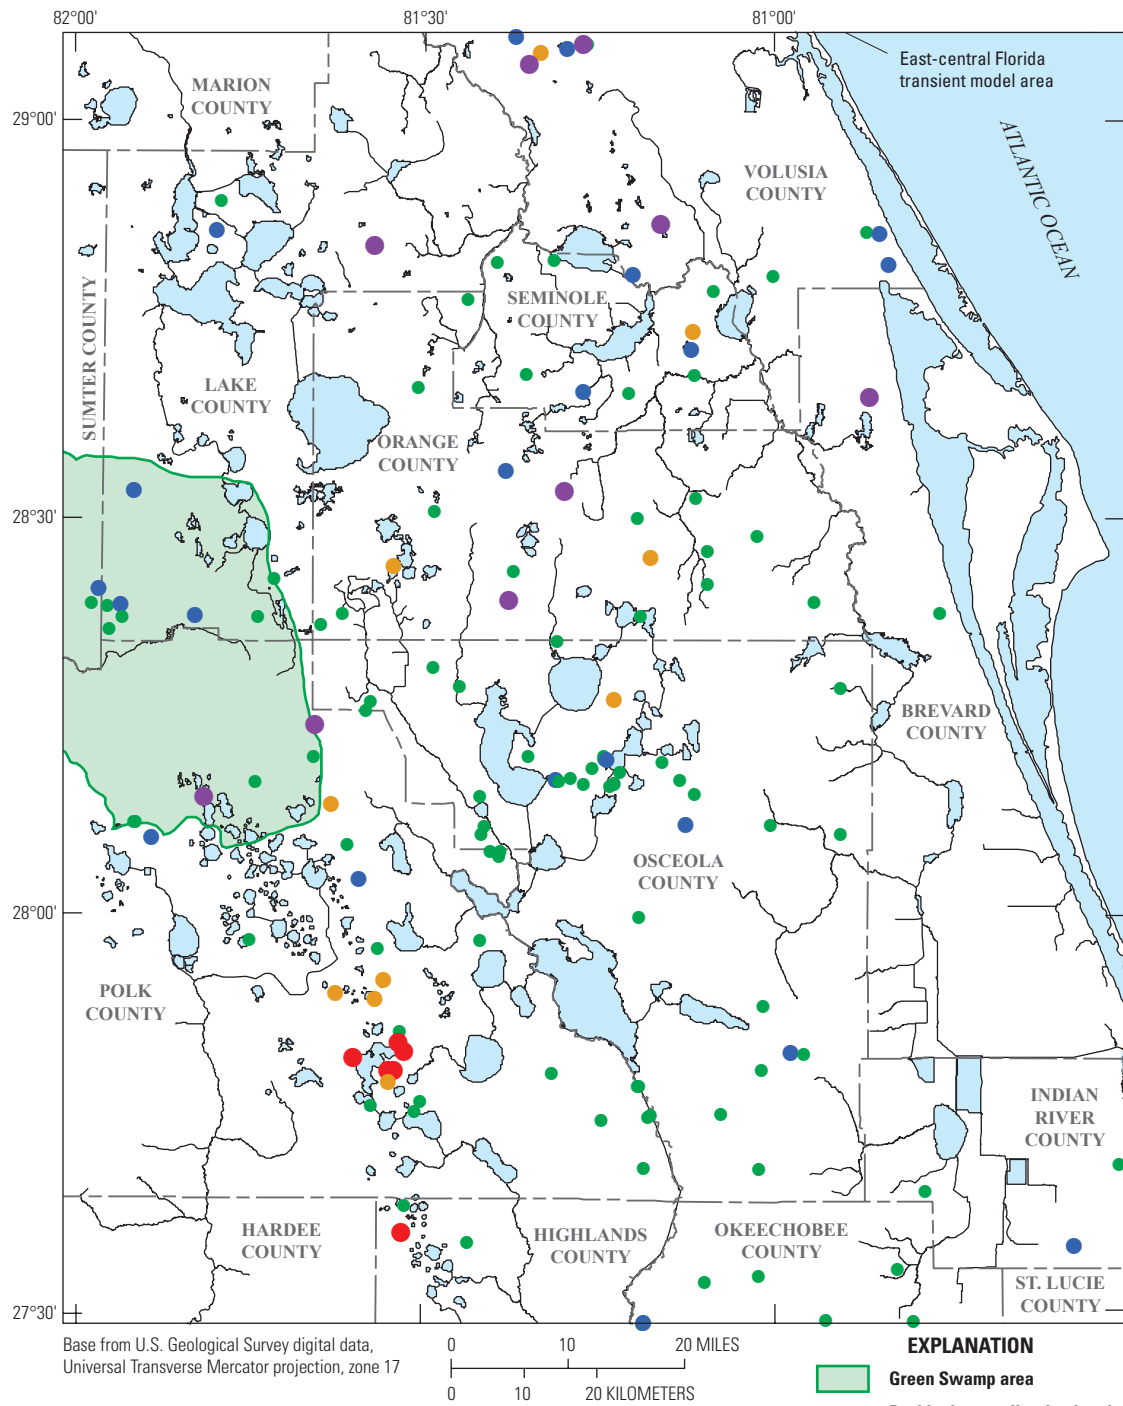 82°00'
81°30'
81°00'
East-central Florida
transient model area
MARION
COUNTY
29°00'
ATLANTIC OCEAN
VOLUSIA
COUNTY
SUMTER COUNTY
SEMINOLE
COUNTY
LAKE
COUNTY
ORANGE
COUNTY
28°30'
BREVARD
COUNTY
OSCEOLA
COUNTY
28°00'
POLK
COUNTY
INDIAN
RIVER
COUNTY
HARDEE
COUNTY
HIGHLANDS
COUNTY
OKEECHOBEE
COUNTY
ST. LUCIE
COUNTY
27°30'
Base from U.S. Geological Survey digital data,
Universal Transverse Mercator projection, zone 17
0 10 20 MILES
0 10 20 KILOMETERS
EXPLANATION
Green Swamp area